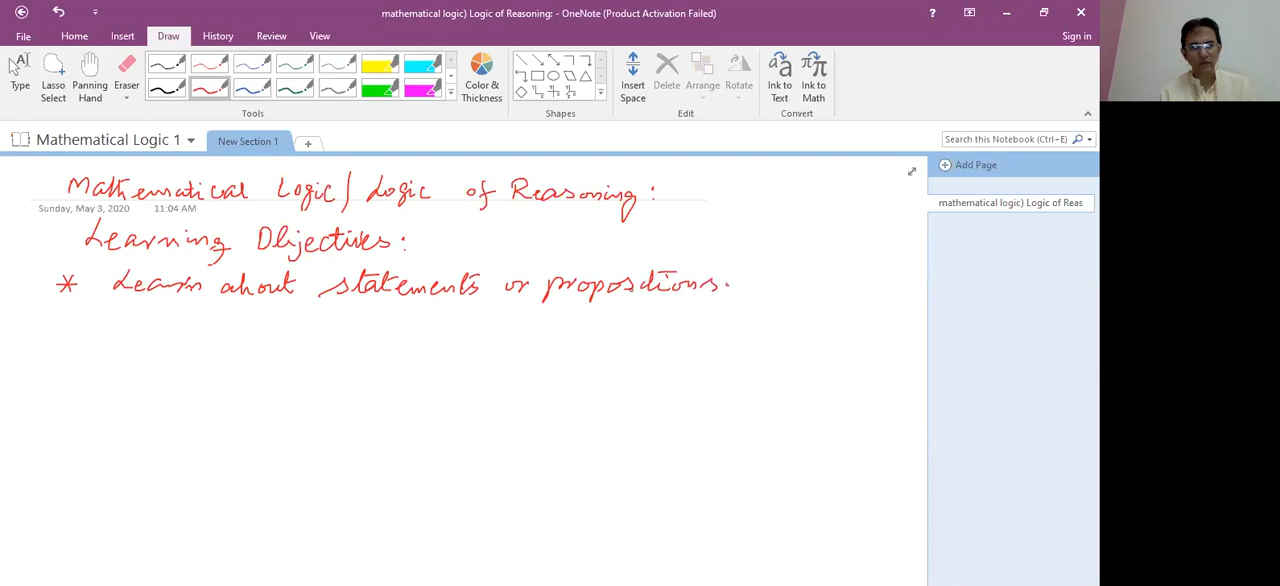 mathematical logic) Logic of Reasoning: - OneNote (Product Activation Failed)
File Home Insert Draw History Review View Sign in
Type Lasso Select Panning Hand Eraser Color & Thickness Insert Space Delete Arrange Rotate Ink to Text Ink to Math
Tools Shapes Edit Convert
Mathematical Logic 1 New Section 1 Search this Notebook (Ctrl+E)
Add Page
mathematical logic) Logic of Reas
Mathematical Logic/ Logic of Reasoning:
Sunday, May 3, 2020 11:04 AM
Learning Objectives:
* Learn about statements or propositions.